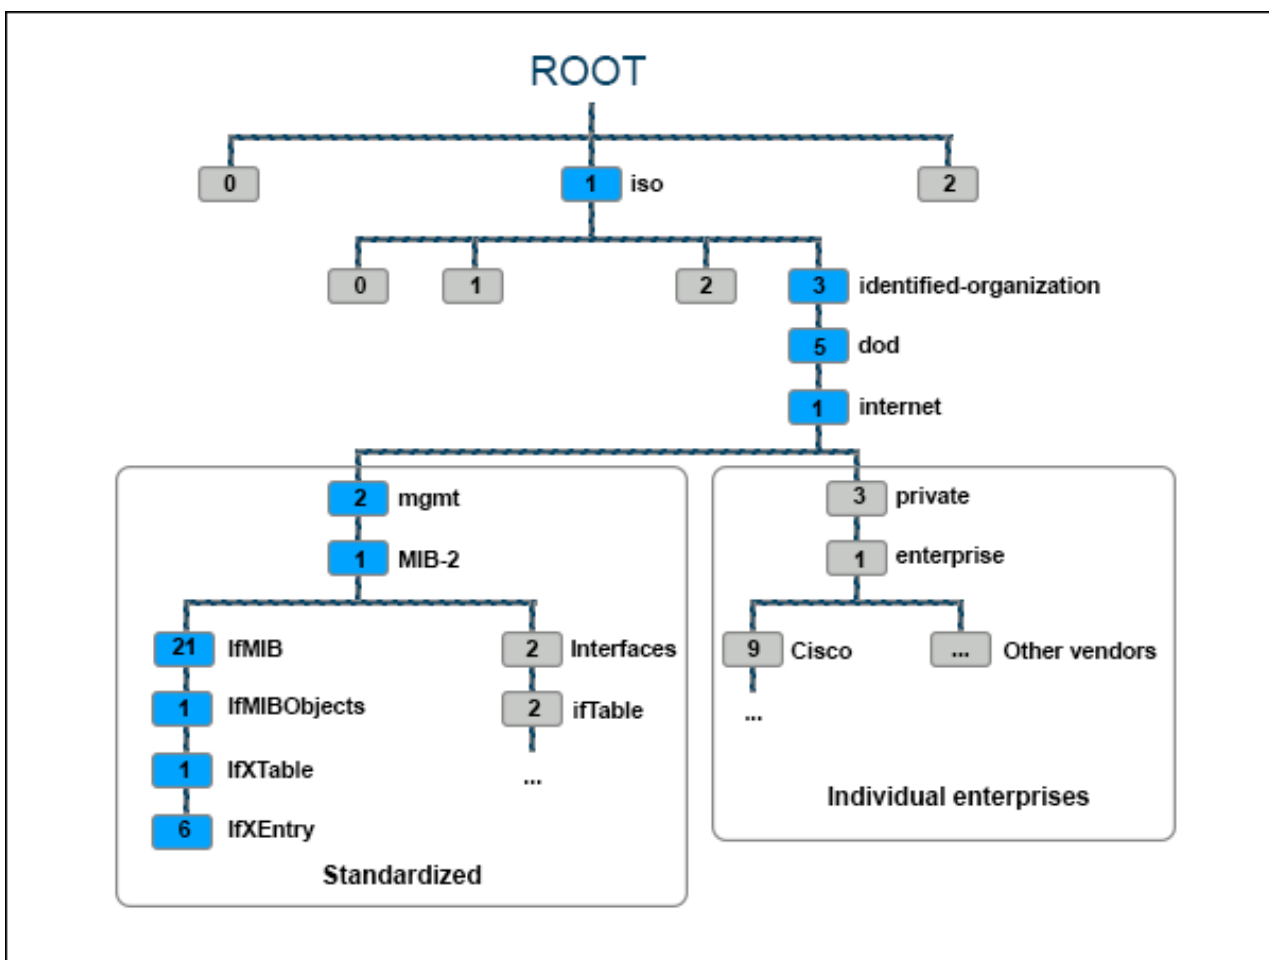 ROOT
0
1 iso
2
0
1
2
3 identified-organization
5 dod
1 internet
2 mgmt
3 private
1 MIB-2
1 enterprise
21 IfMIB
2 Interfaces
9 Cisco
... Other vendors
1 IfMIBObjects
2 ifTable
...
1 IfXTable
...
6 IfXEntry
Individual enterprises
Standardized